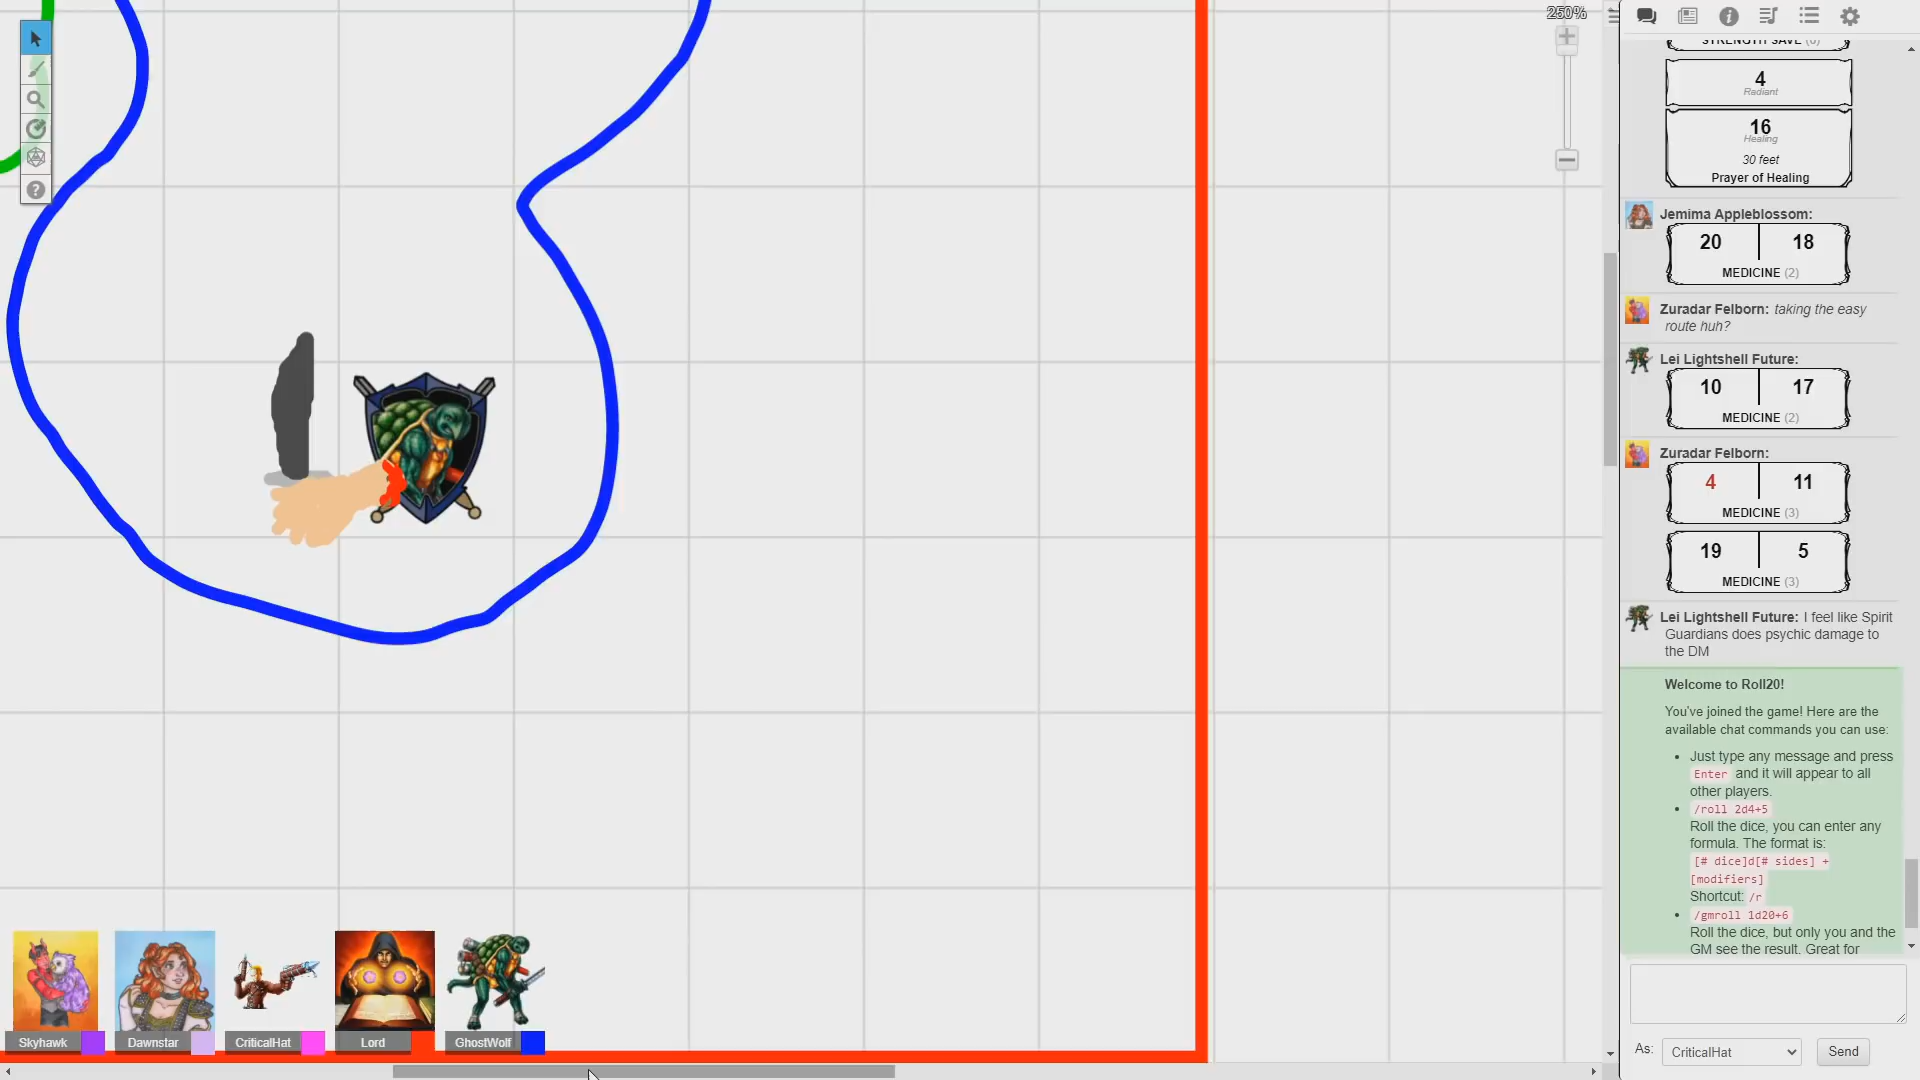 250%
STRENGTH SAVE (0)
4
Radiant
16
Healing
30 feet
Prayer of Healing
Jemima Appleblossom:
20 18
MEDICINE (2)
Zuradar Felborn: taking the easy
route huh?
Lei Lightshell Future:
10 17
MEDICINE (2)
Zuradar Felborn:
4 11
MEDICINE (3)
19 5
MEDICINE (3)
Lei Lightshell Future: I feel like Spirit
Guardians does psychic damage to
the DM
Welcome to Roll20!
You've joined the game! Here are the
available chat commands you can use:
Just type any message and press
Enter and it will appear to all
other players.
/roll 2d4+5
Roll the dice, you can enter any
formula. The format is:
[# dice]d[# sides] +
[modifiers]
Shortcut: /r
/gmroll 1d20+6
Roll the dice, but only you and the
GM see the result. Great for
As: CriticalHat Send
Skyhawk Dawnstar CriticalHat Lord GhostWolf